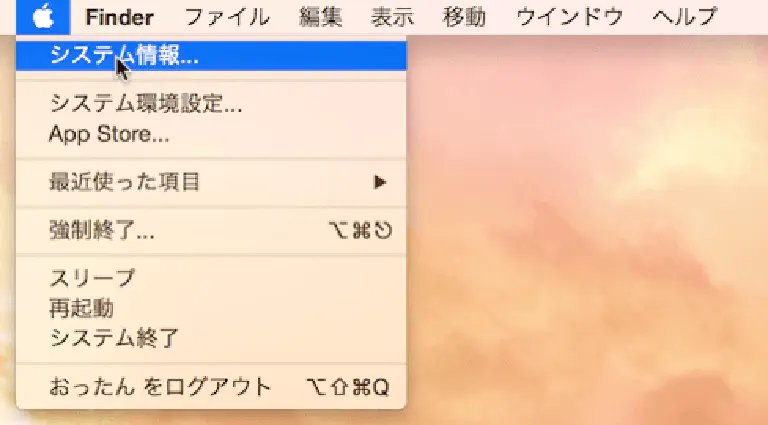 Finder ファイル 編集 表示 移動 ウインドウ ヘルプ
システム情報...
システム環境設定...
App Store...
最近使った項目 ▶
強制終了... ⌥⌘⎋
スリープ
再起動
システム終了
おったん をログアウト ⌥⇧⌘Q